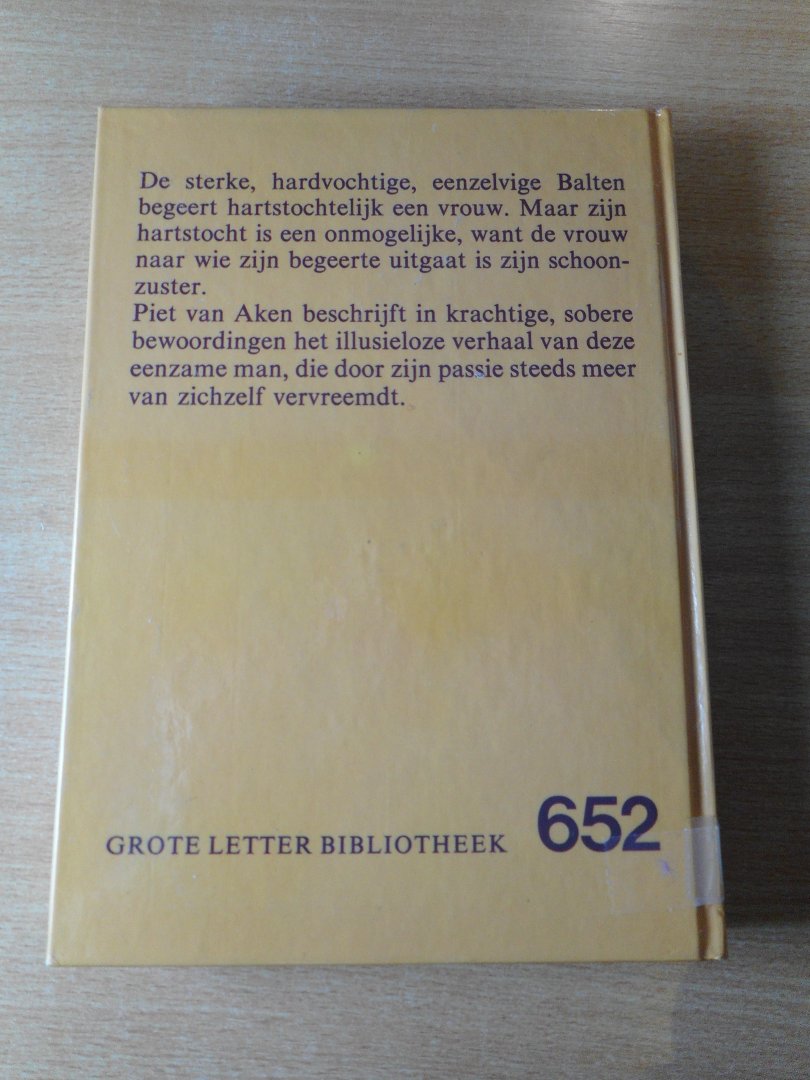 De sterke, hardvochtige, eenzelvige Balten
begeert hartstochtelijk een vrouw. Maar zijn
hartstocht is een onmogelijke, want de vrouw
naar wie zijn begeerte uitgaat is zijn schoon-
zuster.
Piet van Aken beschrijft in krachtige, sobere
bewoordingen het illusieloze verhaal van deze
eenzame man, die door zijn passie steeds meer
van zichzelf vervreemdt.
GROTE LETTER BIBLIOTHEEK 652